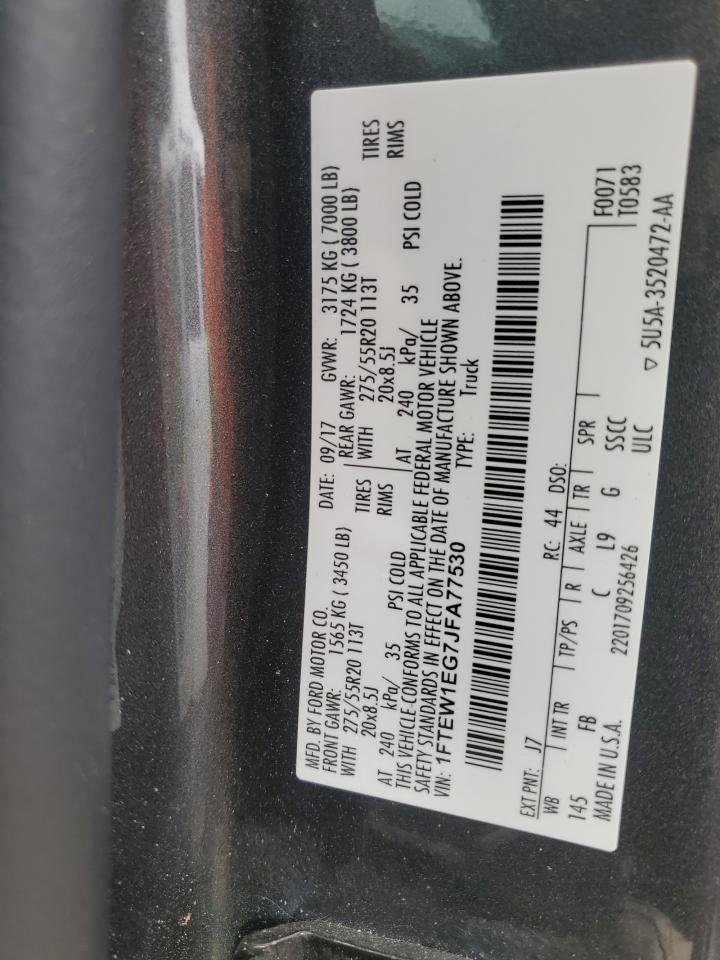 MFD. BY FORD MOTOR CO. DATE: 09/17 GVWR: 3175 KG ( 7000 LB)
FRONT GAWR: 1565 KG ( 3450 LB) REAR GAWR: 1724 KG ( 3800 LB)
WITH 275/55R20 113T TIRES WITH 275/55R20 113T TIRES
20x8.5J RIMS 20x8.5J RIMS
AT 240 kPa/ 35 PSI COLD AT 240 kPa/ 35 PSI COLD
THIS VEHICLE CONFORMS TO ALL APPLICABLE FEDERAL MOTOR VEHICLE
SAFETY STANDARDS IN EFFECT ON THE DATE OF MANUFACTURE SHOWN ABOVE.
VIN: 1FTEW1EG7JFA77530 TYPE: Truck
EXT PNT: J7 RC: 44 DSO:
WB INT TR TP/PS R AXLE TR SPR F0071
145 FB C L9 G SSCC T0583
MADE IN U.S.A. 2201709256426 ULC ▽ 5U5A-3520472-AA